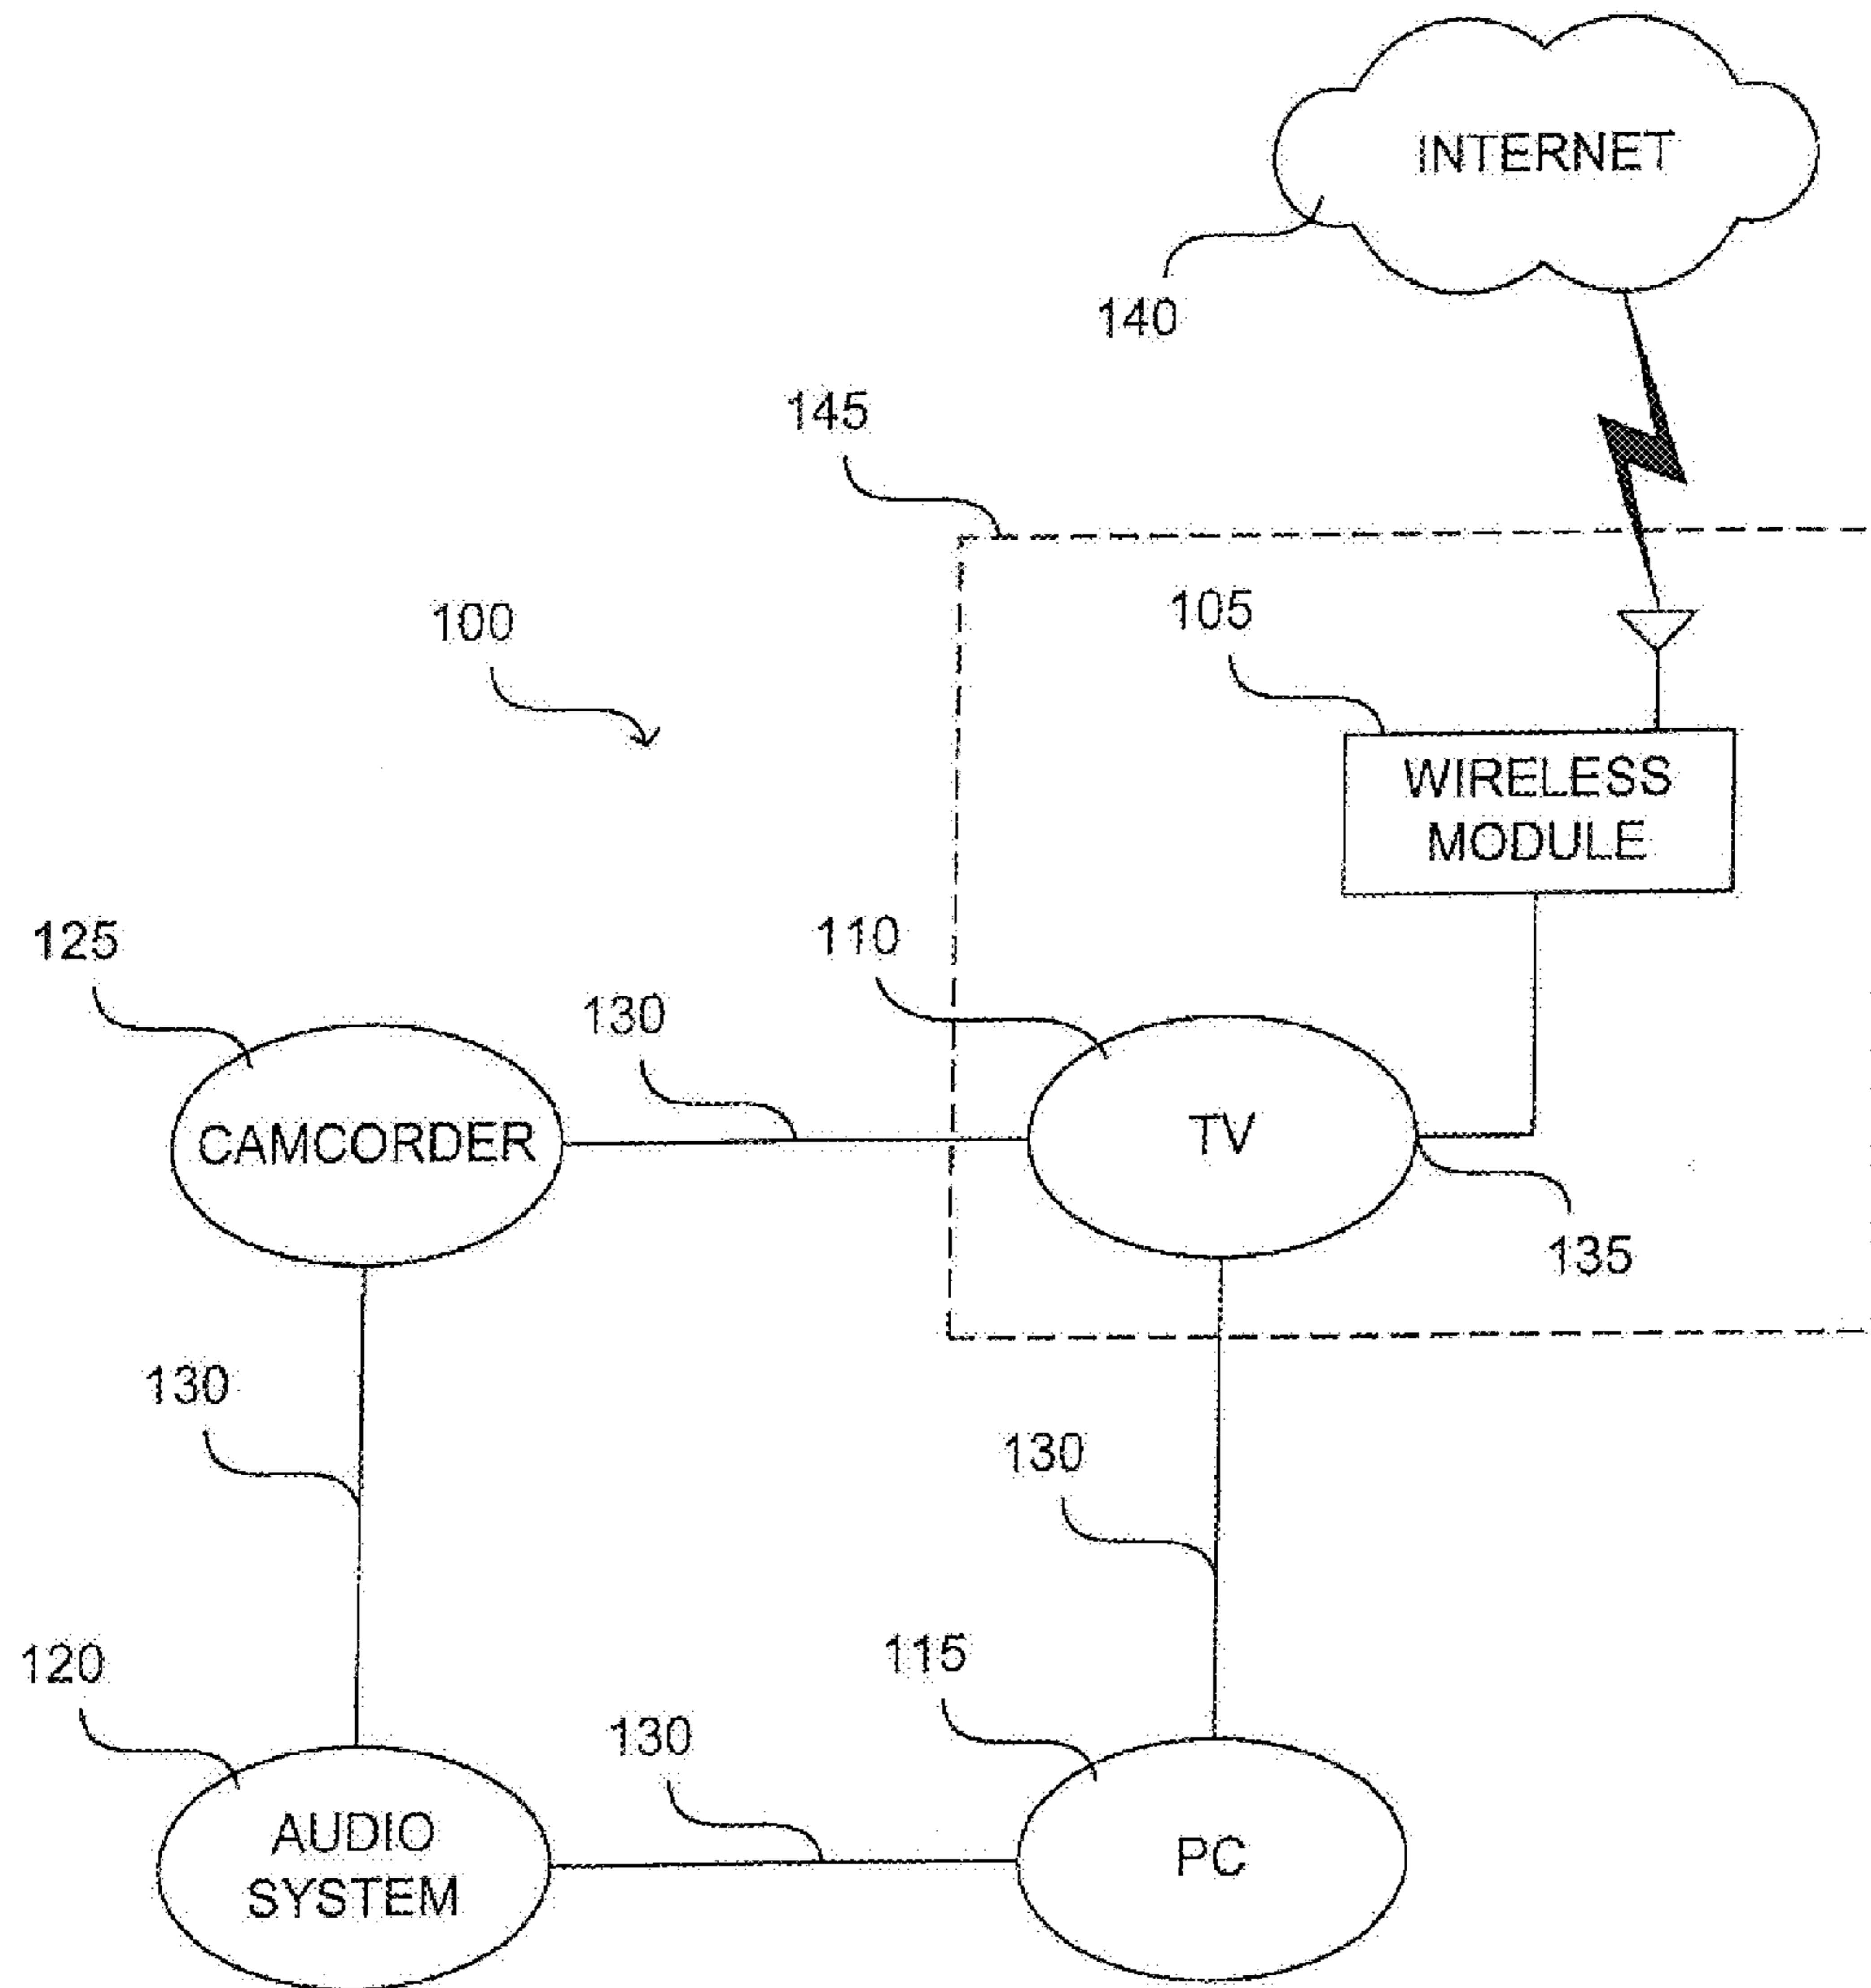 INTERNET
140
145
100
105
WIRELESS
MODULE
125
130
110
CAMCORDER
TV
135
130
130
120
130
115
AUDIO
SYSTEM
PC